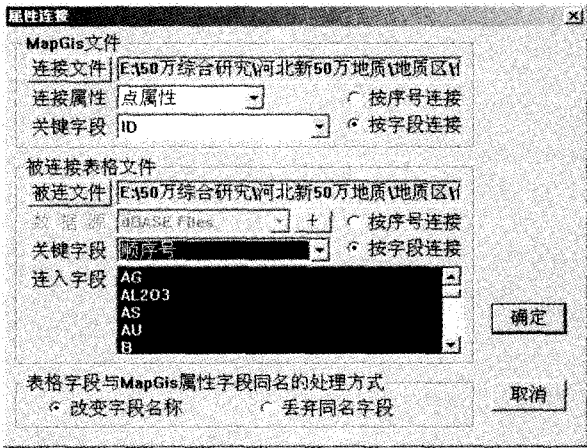 属性连接
MapGis文件
连接文件 E:\50万综合研究\河北新50万地质\地质区\
连接属性 点属性 按序号连接
关键字段 ID 按字段连接
被连接表格文件
被连文件 E:\50万综合研究\河北新50万地质\地质区\
数据源 dBASE Files + 按序号连接
关键字段 顺序号 按字段连接
连入字段 AG
AL2O3
AS
AU
B
确定
表格字段与MapGis属性字段同名的处理方式
改变字段名称 丢弃同名字段
取消